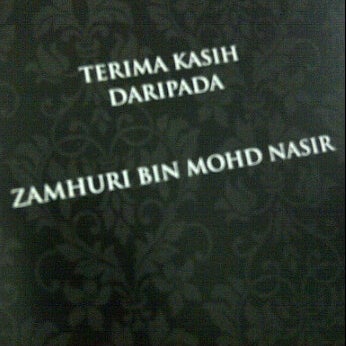 TERIMA KASIH
DARIPADA
ZAMHURI BIN MOHD NASIR